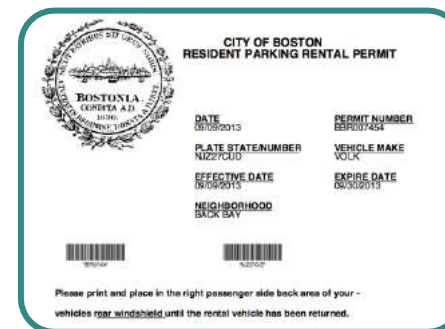 CITY OF BOSTON
RESIDENT PARKING RENTAL PERMIT
BOSTONIA.
CONDITA A.D.
1630.
DATE PERMIT NUMBER
09/09/2013 BBR007454
PLATE STATE/NUMBER VEHICLE MAKE
NJZ27CUD VOLK
EFFECTIVE DATE EXPIRE DATE
09/09/2013 09/30/2013
NEIGHBORHOOD
BACK BAY
Please print and place in the right passenger side back area of your –
vehicles rear windshield until the rental vehicle has been returned.